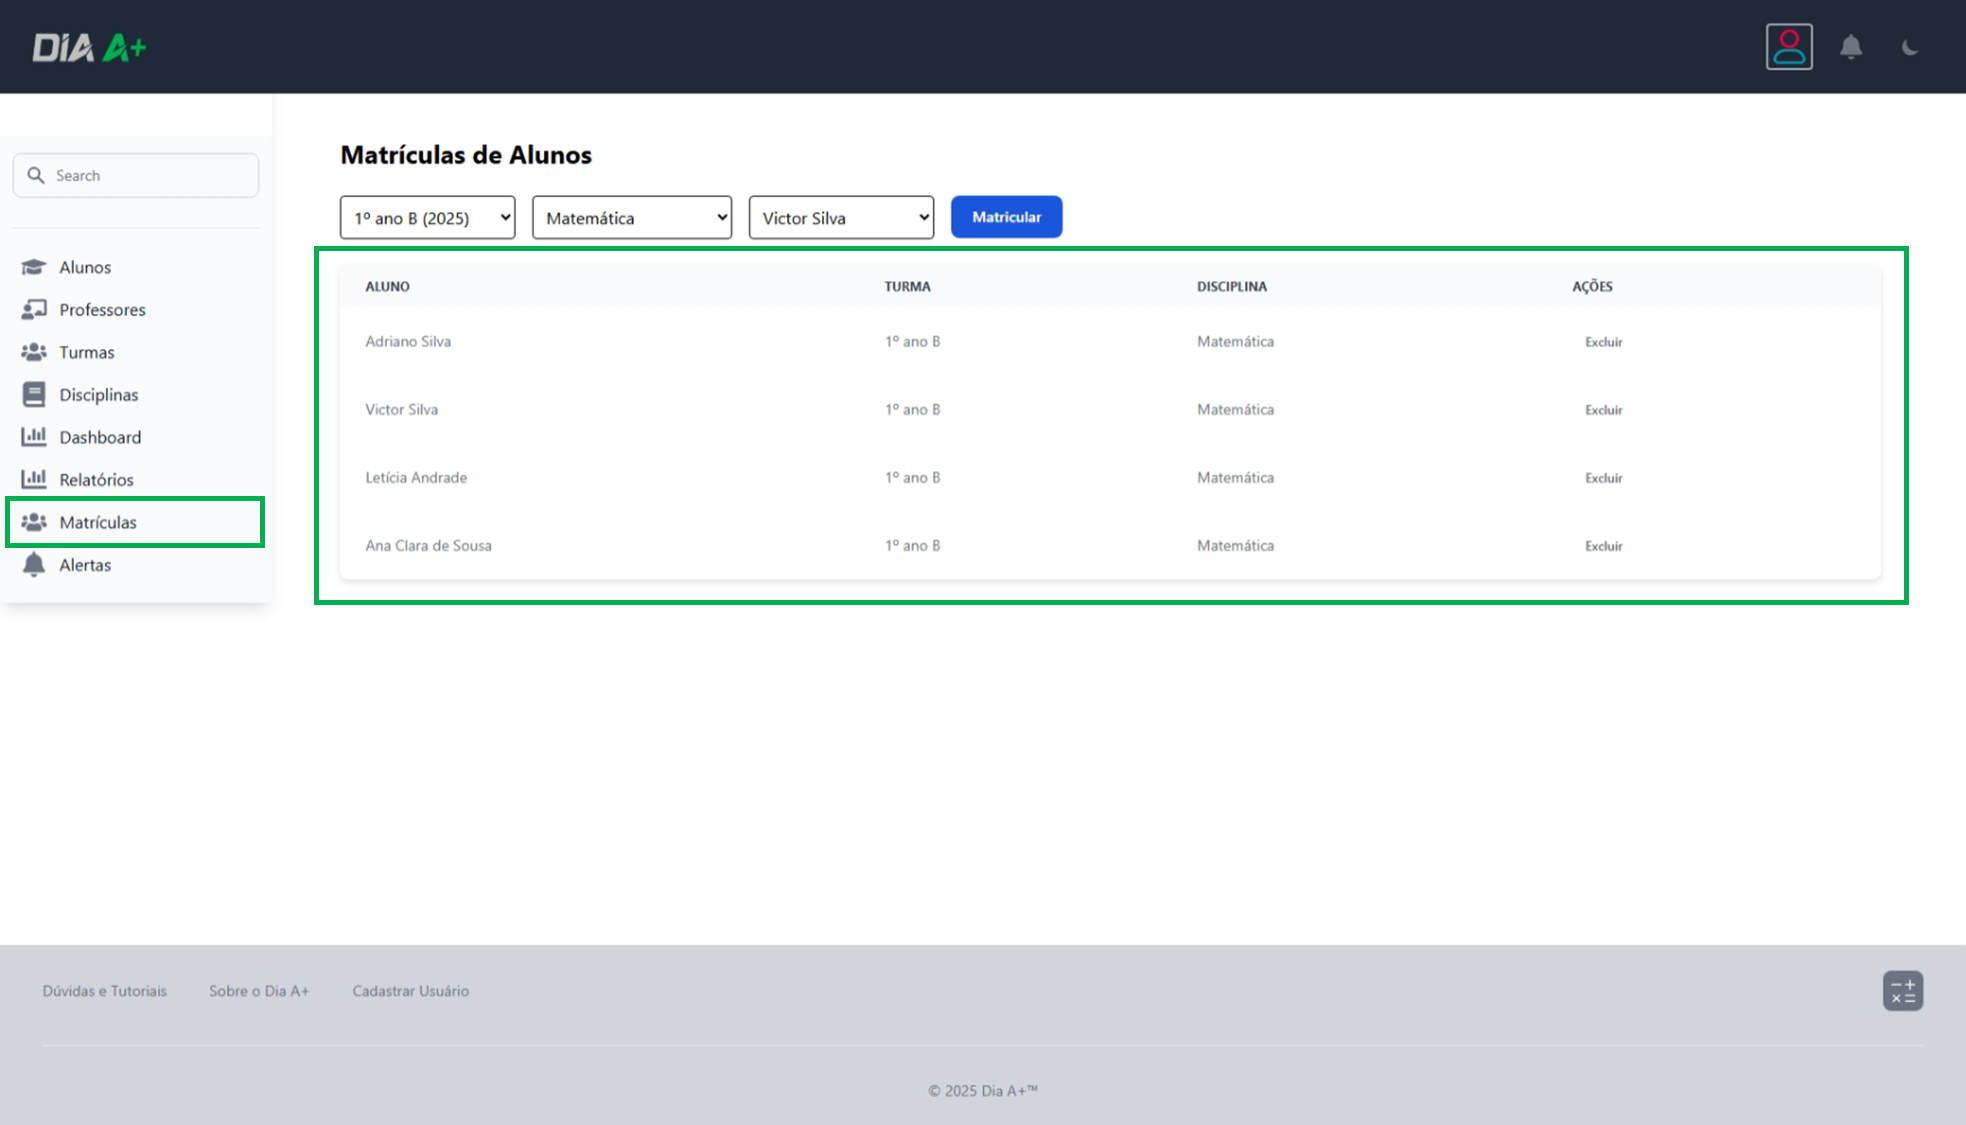 DIA A+
Search
Alunos
Professores
Turmas
Disciplinas
Dashboard
Relatórios
Matrículas
Alertas
Matrículas de Alunos
1º ano B (2025) Matemática Victor Silva Matricular
ALUNO TURMA DISCIPLINA AÇÕES
Adriano Silva 1º ano B Matemática Excluir
Victor Silva 1º ano B Matemática Excluir
Letícia Andrade 1º ano B Matemática Excluir
Ana Clara de Sousa 1º ano B Matemática Excluir
Dúvidas e Tutoriais Sobre o Dia A+ Cadastrar Usuário
© 2025 Dia A+™